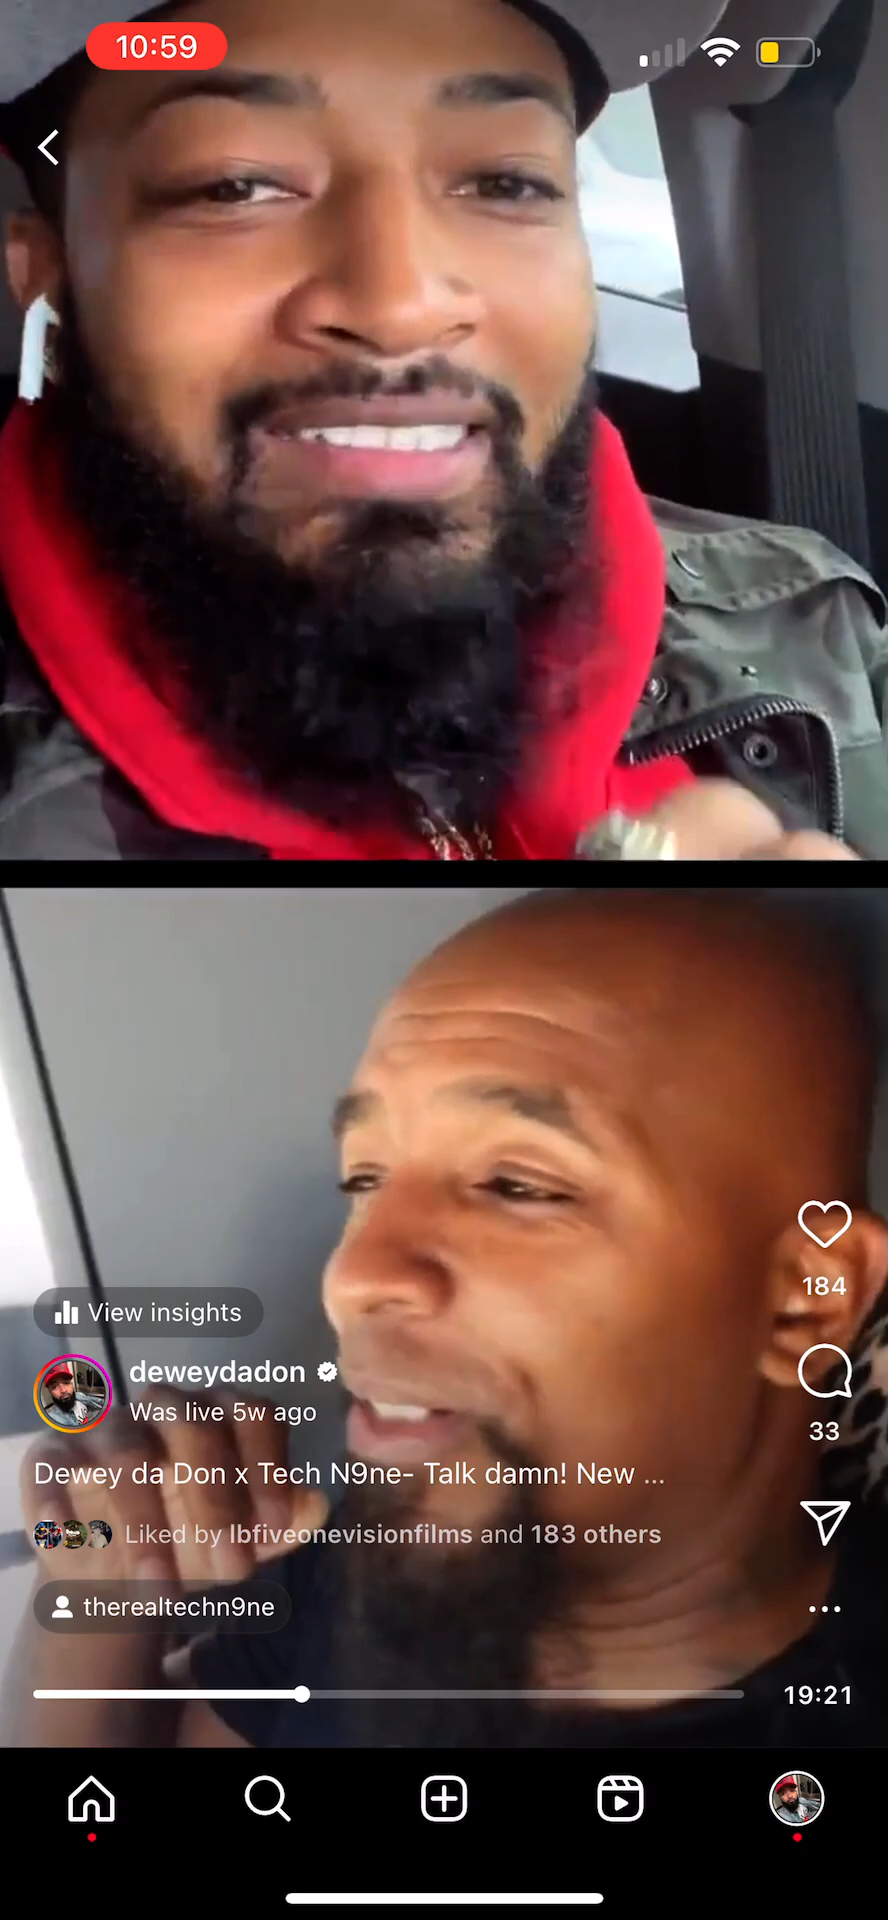 10:59
View insights
deweydadon
Was live 5w ago
Dewey da Don x Tech N9ne- Talk damn! New ...
Liked by lbfiveonevisionfilms and 183 others
therealtechn9ne
184
33
19:21